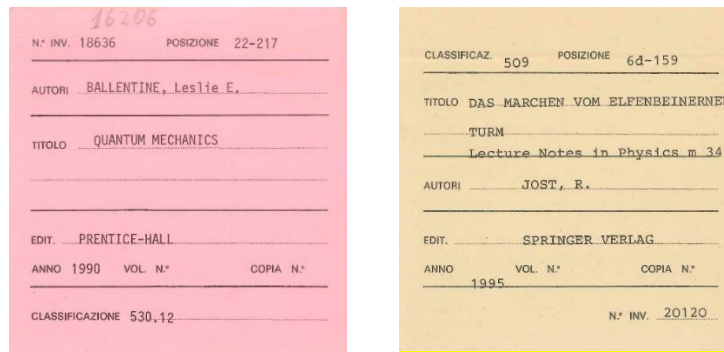 16206
N.° INV. 18636 POSIZIONE 22-217
AUTORI BALLENTINE, Leslie E.
TITOLO QUANTUM MECHANICS
EDIT. PRENTICE-HALL
ANNO 1990 VOL. N.° COPIA N.°
CLASSIFICAZIONE 530.12
CLASSIFICAZ. 509 POSIZIONE 6d-159
TITOLO DAS MARCHEN VOM ELFENBEINERNE
TURM
Lecture Notes in Physics m 34
AUTORI JOST, R.
EDIT. SPRINGER VERLAG
ANNO 1995 VOL. N.° COPIA N.°
N.° INV. 20120